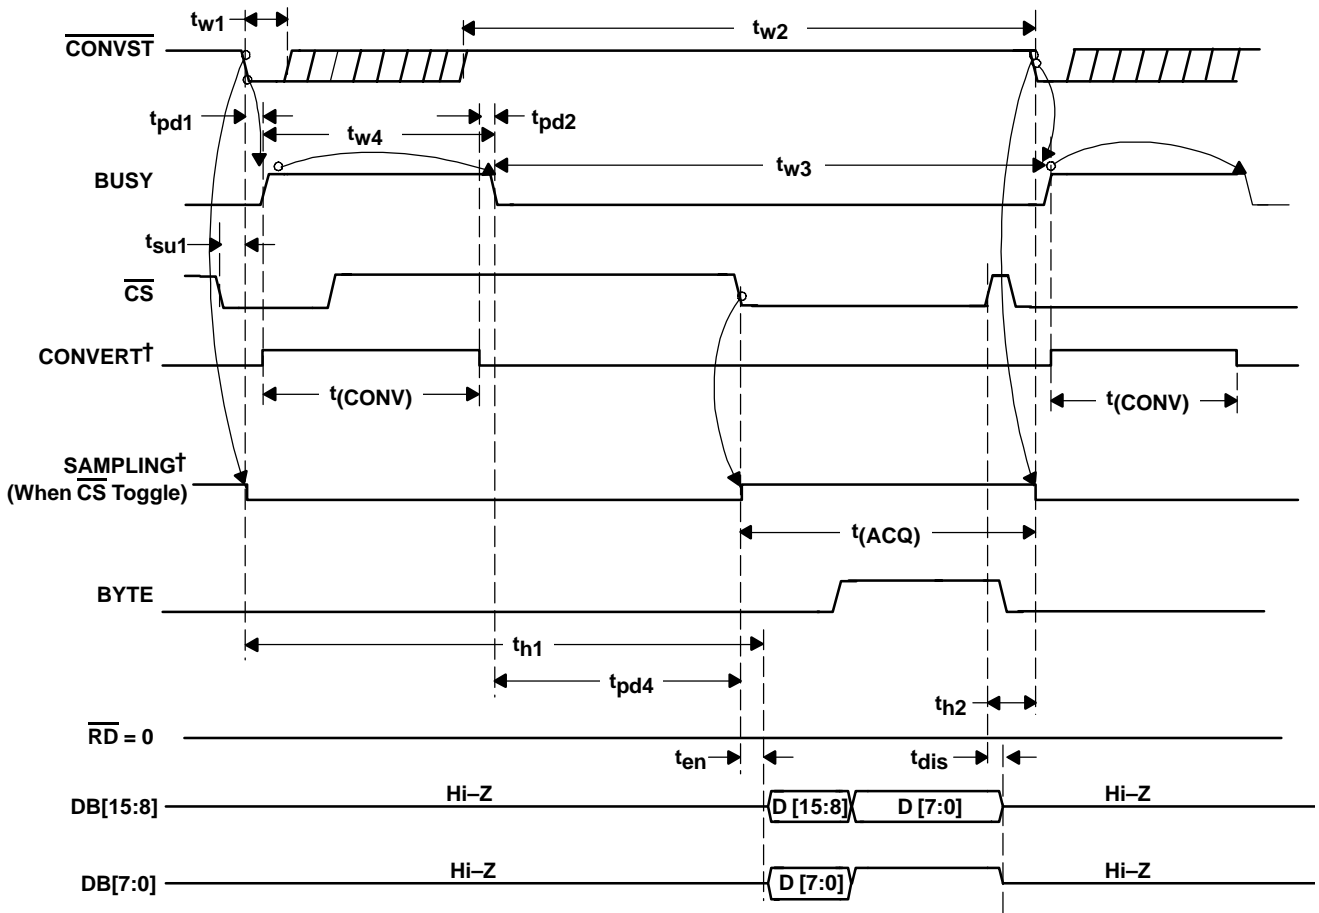 tw1
CONVST
tw2
tpd1
tw4
tpd2
tw3
BUSY
tsu1
CS
CONVERT†
t(CONV)
t(CONV)
SAMPLING†
(When CS Toggle)
t(ACQ)
BYTE
th1
tpd4
th2
RD = 0
ten
tdis
DB[15:8]
Hi–Z
D [15:8]
D [7:0]
Hi–Z
DB[7:0]
Hi–Z
D [7:0]
Hi–Z